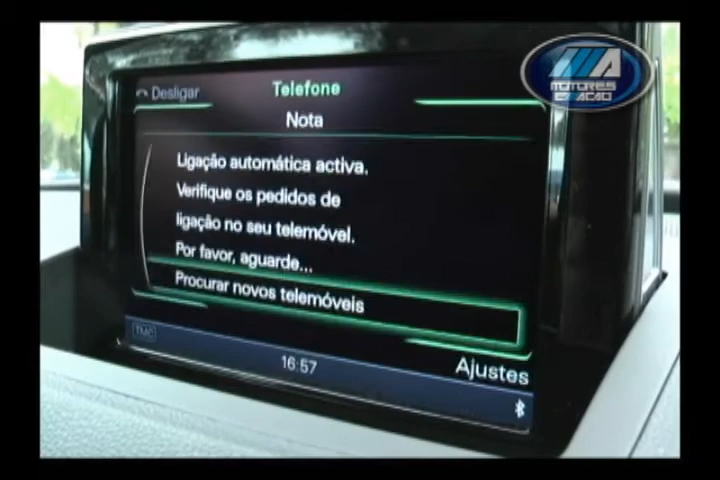 Desligar
Telefone
Nota
Ligação automática activa.
Verifique os pedidos de
ligação no seu telemóvel.
Por favor, aguarde...
Procurar novos telemóveis
TMC
16:57
Ajustes
MOTORES
EM AÇÃO